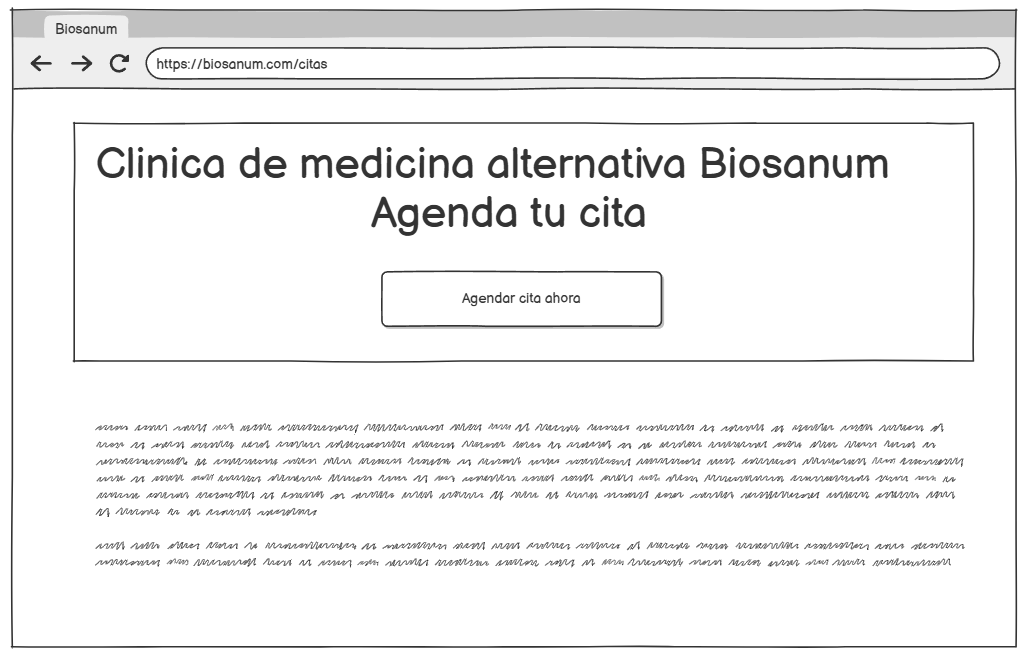 Biosanum
https://biosanum.com/citas
Clinica de medicina alternativa Biosanum
Agenda tu cita
Agendar cita ahora